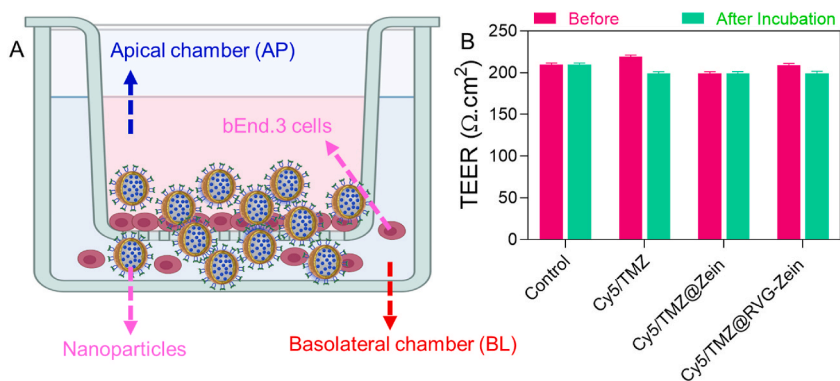 A
Apical chamber (AP)
bEnd.3 cells
Nanoparticles
Basolateral chamber (BL)
B
Before
After Incubation
TEER (Ω.cm²)
250
200
150
100
50
0
Control
Cy5/TMZ
Cy5/TMZ@Zein
Cy5/TMZ@RVG-Zein